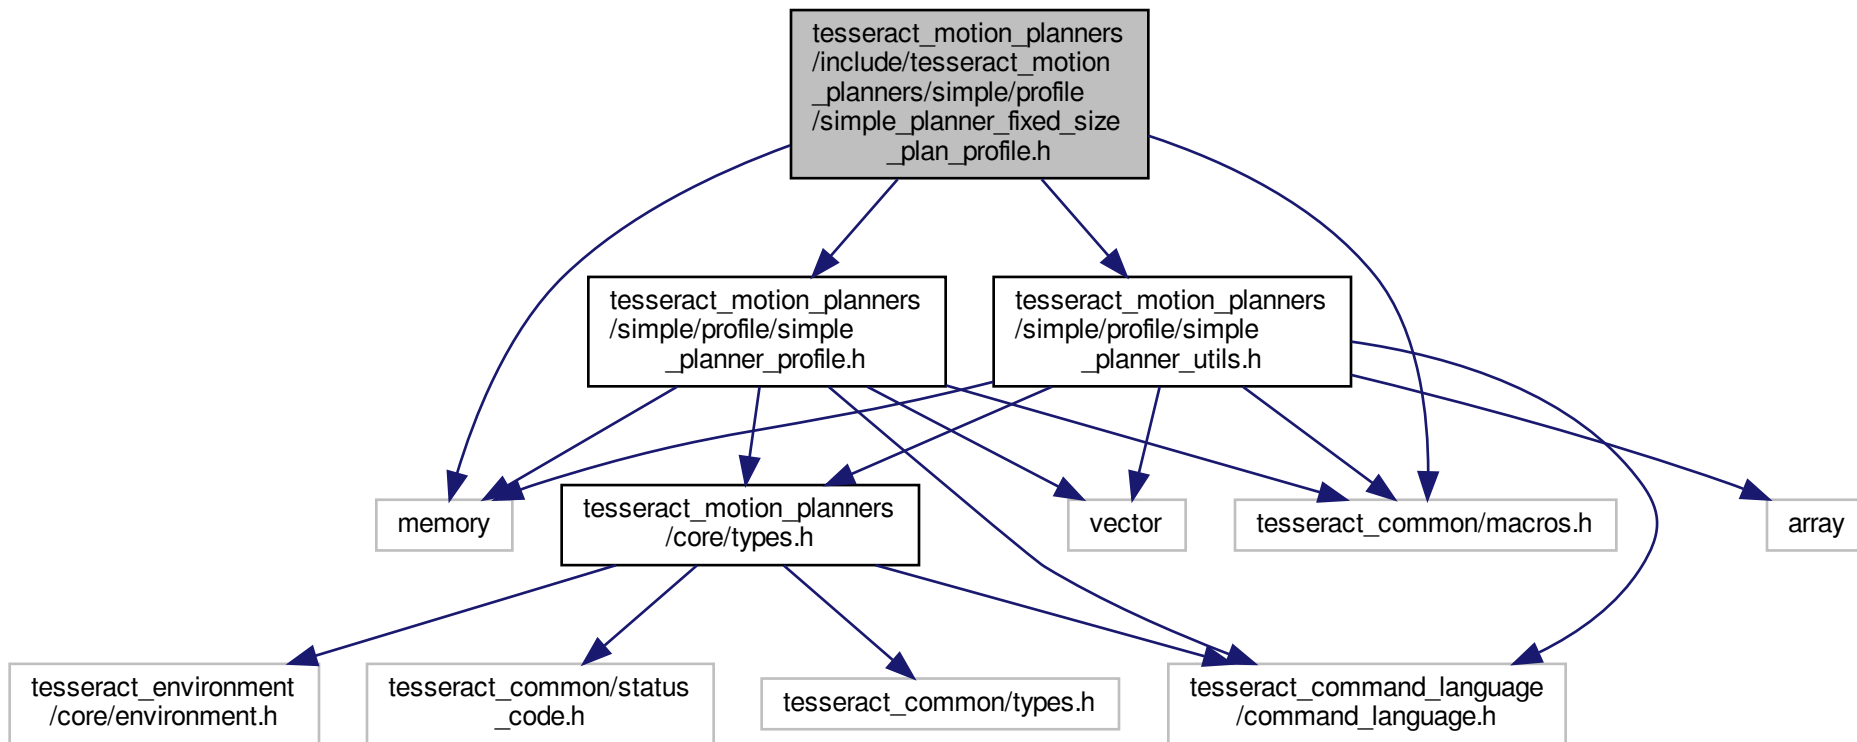 tesseract_motion_planners
/include/tesseract_motion
_planners/simple/profile
/simple_planner_fixed_size
_plan_profile.h
tesseract_motion_planners
/simple/profile/simple
_planner_profile.h
tesseract_motion_planners
/simple/profile/simple
_planner_utils.h
memory
tesseract_motion_planners
/core/types.h
vector
tesseract_common/macros.h
array
tesseract_environment
/core/environment.h
tesseract_common/status
_code.h
tesseract_common/types.h
tesseract_command_language
/command_language.h